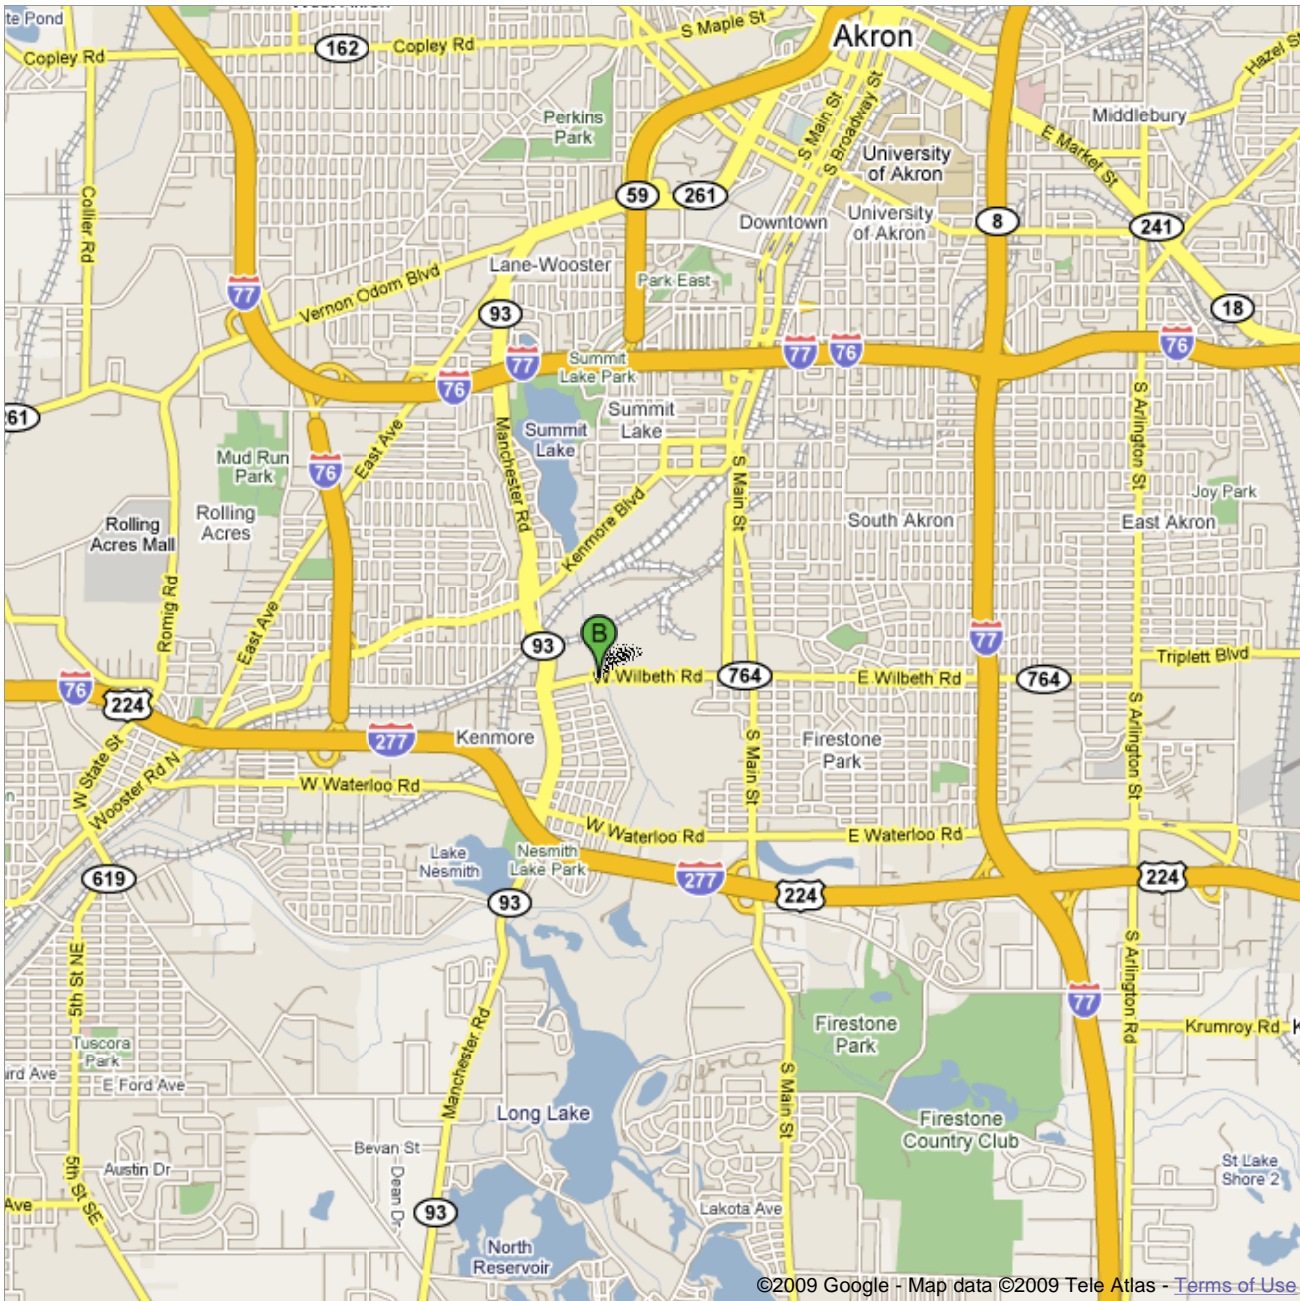 te Pond
Copley Rd
162
Copley Rd
S Maple St
Akron
Hazel St
Perkins
Park
S Main St
S Broadway St
Middlebury
E Market St
University
of Akron
Collier Rd
59
261
Downtown
University
of Akron
8
241
Lane-Wooster
Park East
77
Vernon Odom Blvd
93
18
77
Summit
Lake Park
77
76
76
76
261
Summit
Lake
Summit
Lake
East Ave
Manchester Rd
S Main St
S Arlington St
Mud Run
Park
76
Joy Park
Rolling
Acres
Rolling
Acres Mall
Kenmore Blvd
South Akron
East Akron
Romig Rd
East Ave
93
B
77
Triplett Blvd
W Wilbeth Rd
764
E Wilbeth Rd
764
76
224
277
Kenmore
Firestone
Park
S Main St
S Arlington St
W State St
Wooster Rd N
W Waterloo Rd
W Waterloo Rd
E Waterloo Rd
Lake
Nesmith
Nesmith
Lake Park
619
277
224
224
93
5th St NE
S Arlington Rd
77
Manchester Rd
Firestone
Park
Krumroy Rd
K
Tuscora
Park
ird Ave
E Ford Ave
S Main St
Long Lake
Firestone
Country Club
Bevan St
Dean Dr
Austin Dr
St Lake
Shore 2
5th St SE
Ave
93
Lakota Ave
North
Reservoir
©2009 Google - Map data ©2009 Tele Atlas - Terms of Use